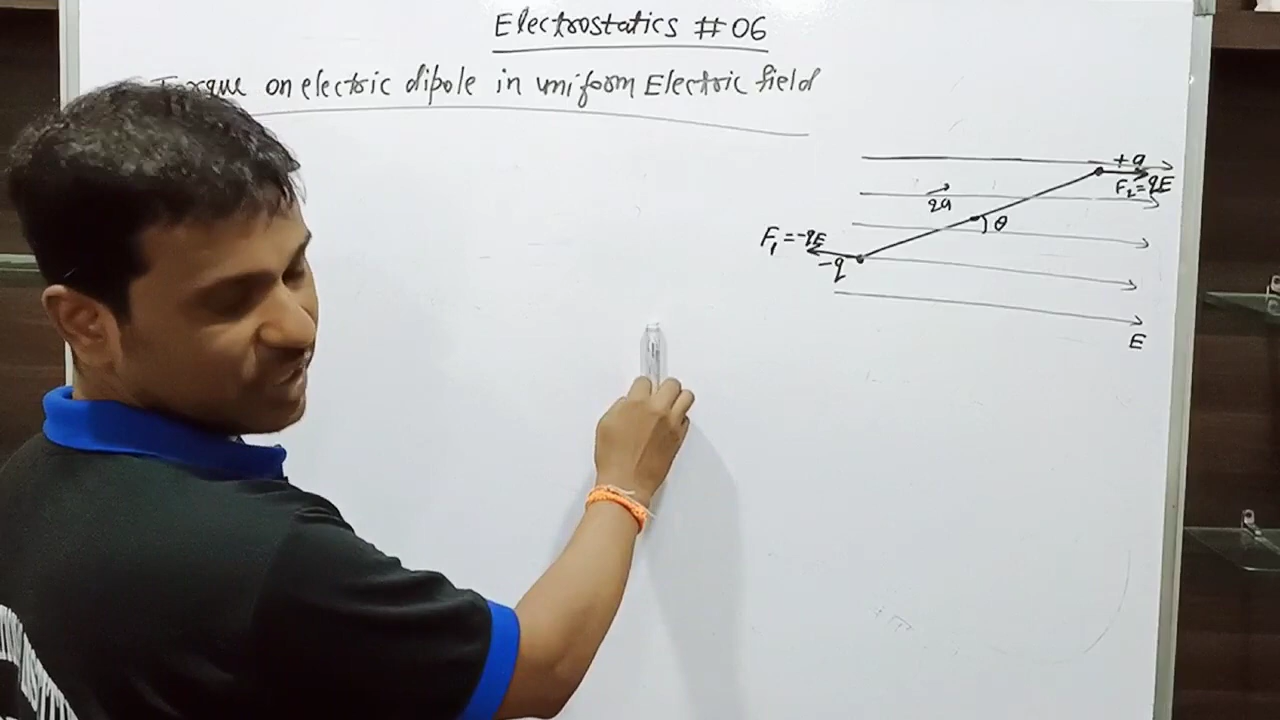 Electrostatics #06
Torque on electric dipole in uniform Electric field
+q
F₂=qE
2a
θ
F₁=-qE
-q
E